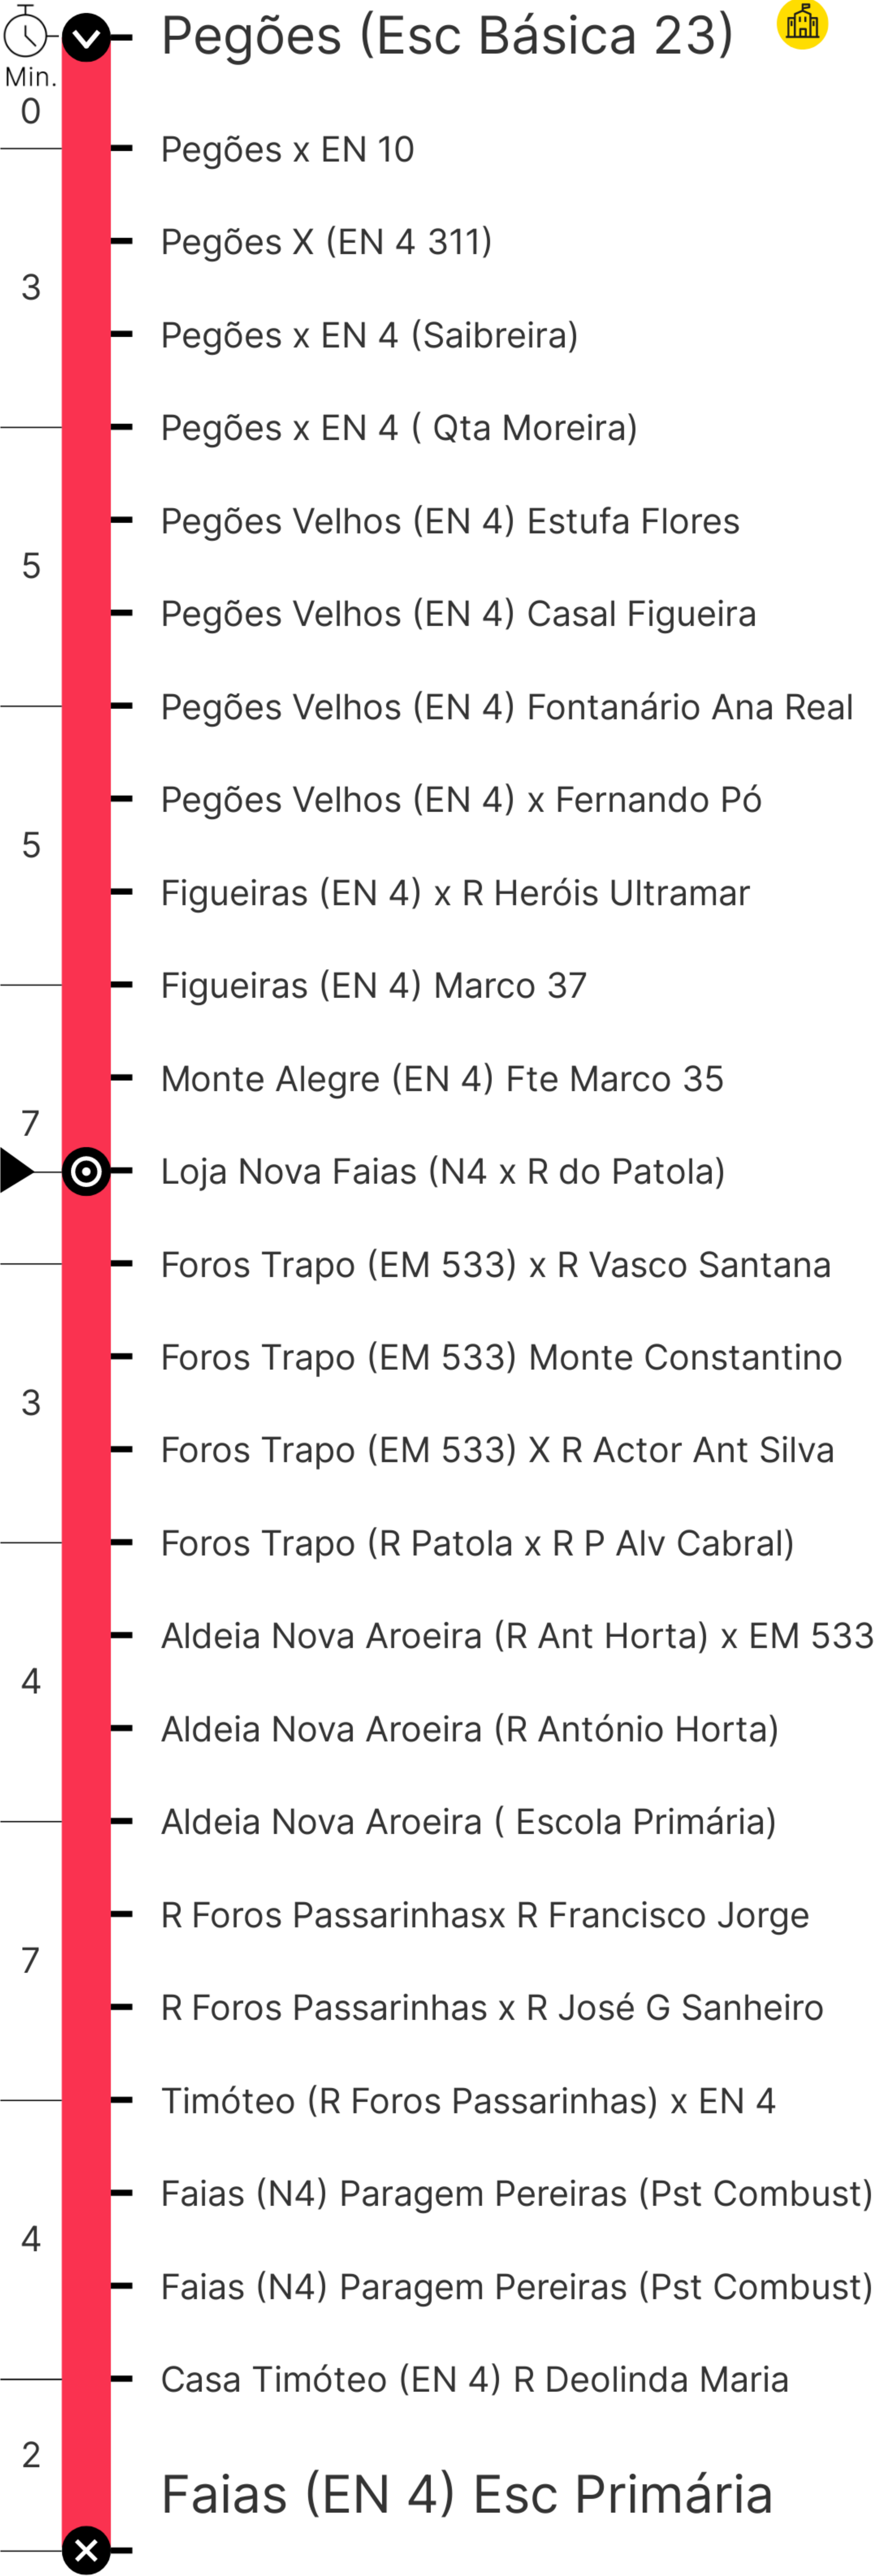 Pegões (Esc Básica 23)
Min.
0
Pegões x EN 10
Pegões X (EN 4 311)
3
Pegões x EN 4 (Saibreira)
Pegões x EN 4 ( Qta Moreira)
Pegões Velhos (EN 4) Estufa Flores
5
Pegões Velhos (EN 4) Casal Figueira
Pegões Velhos (EN 4) Fontanário Ana Real
Pegões Velhos (EN 4) x Fernando Pó
5
Figueiras (EN 4) x R Heróis Ultramar
Figueiras (EN 4) Marco 37
Monte Alegre (EN 4) Fte Marco 35
7
Loja Nova Faias (N4 x R do Patola)
Foros Trapo (EM 533) x R Vasco Santana
Foros Trapo (EM 533) Monte Constantino
3
Foros Trapo (EM 533) X R Actor Ant Silva
Foros Trapo (R Patola x R P Alv Cabral)
Aldeia Nova Aroeira (R Ant Horta) x EM 533
4
Aldeia Nova Aroeira (R António Horta)
Aldeia Nova Aroeira ( Escola Primária)
R Foros Passarinhasx R Francisco Jorge
7
R Foros Passarinhas x R José G Sanheiro
Timóteo (R Foros Passarinhas) x EN 4
Faias (N4) Paragem Pereiras (Pst Combust)
4
Faias (N4) Paragem Pereiras (Pst Combust)
Casa Timóteo (EN 4) R Deolinda Maria
2
Faias (EN 4) Esc Primária